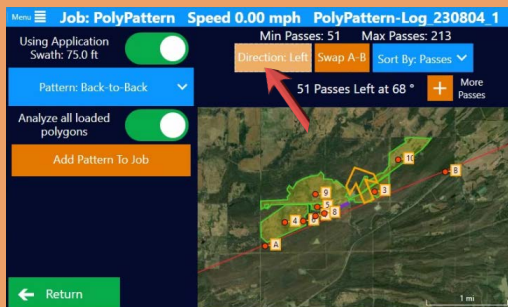 Menu Job: PolyPattern Speed 0.00 mph PolyPattern-Log_230804_1
Using Application
Swath: 75.0 ft
Min Passes: 51 Max Passes: 213
Direction: Left Swap A-B Sort By: Passes
Pattern: Back-to-Back
51 Passes Left at 68 °
+ More
Passes
Analyze all loaded
polygons
Add Pattern To Job
10
B
3
9
5
8
6
4
A
Return
1 mi